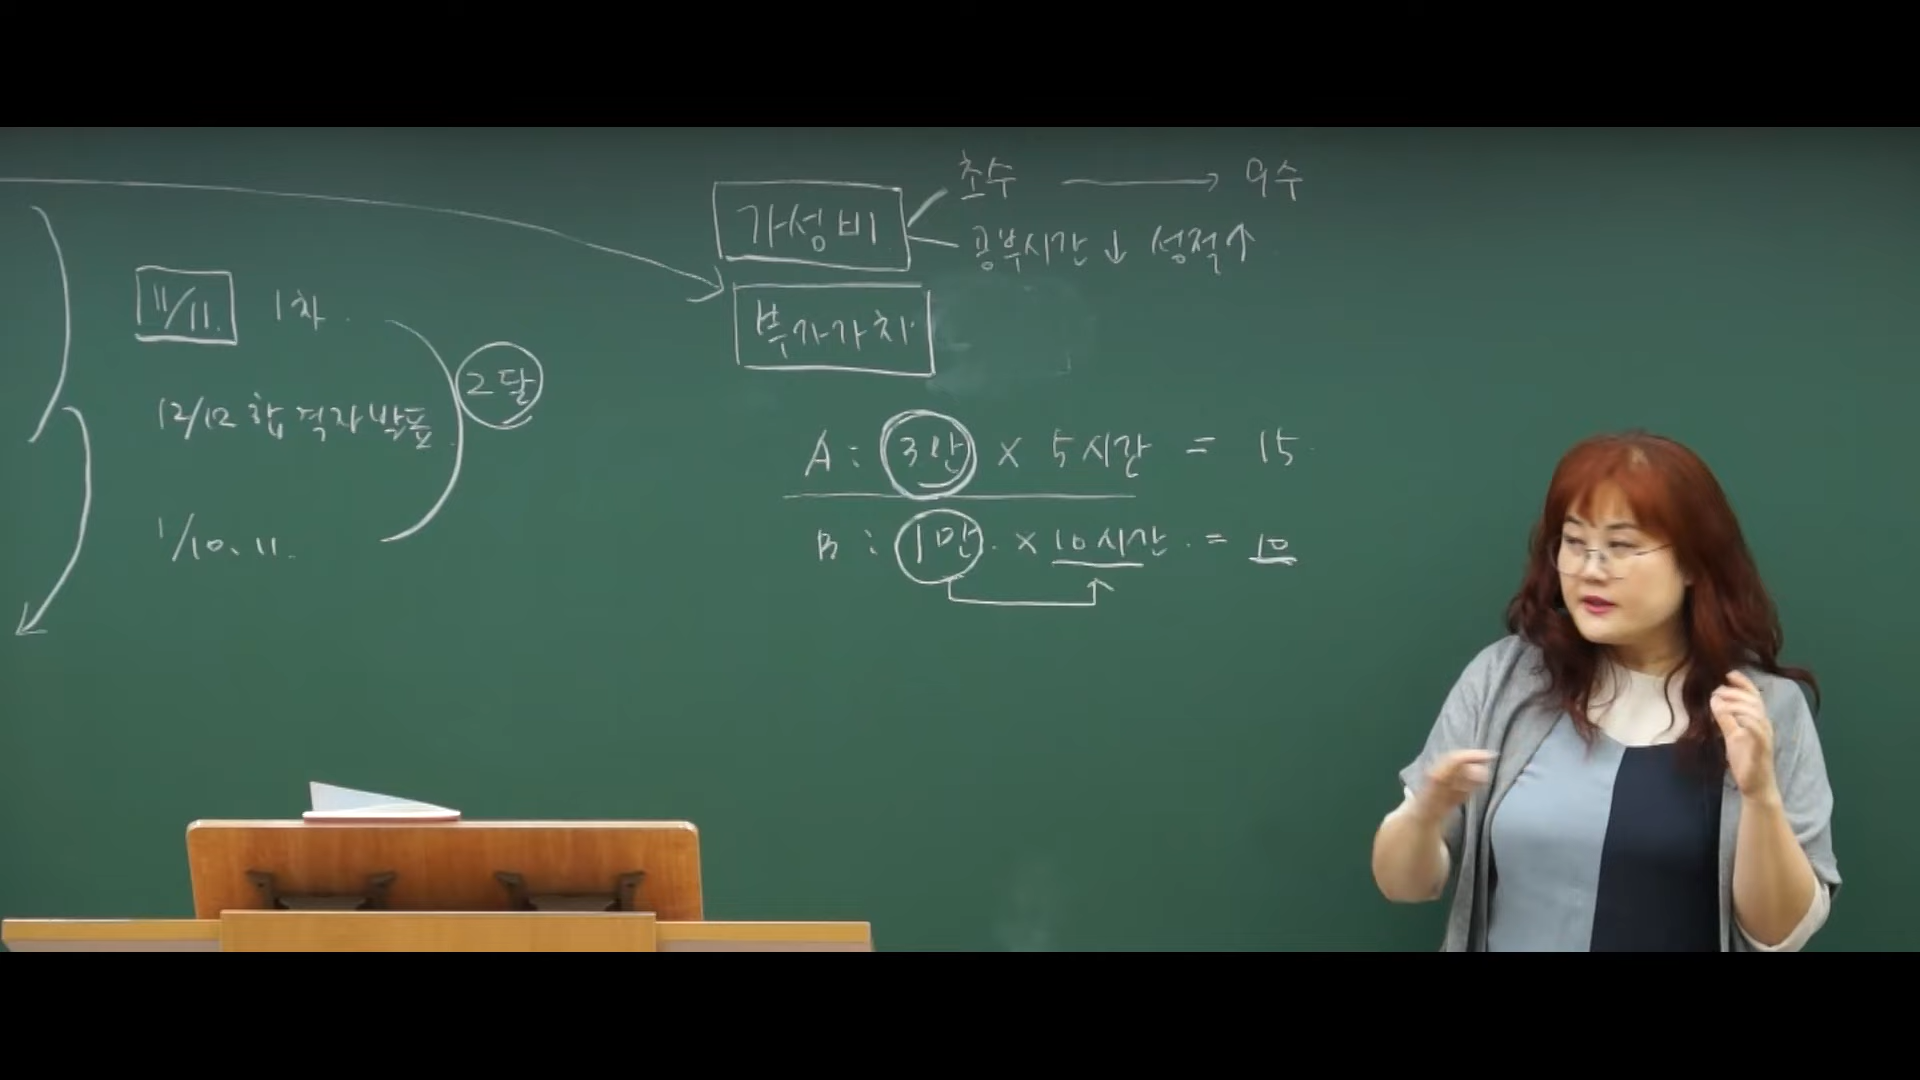 11/11. 1차.
12/12 합격자발표
1/10. 11.
2달
가성비
초수 → 9수
공부시간↓ 성적↑
부가가치
A : 3만 × 5시간 = 15
B : 1만. × 10시간. = 10